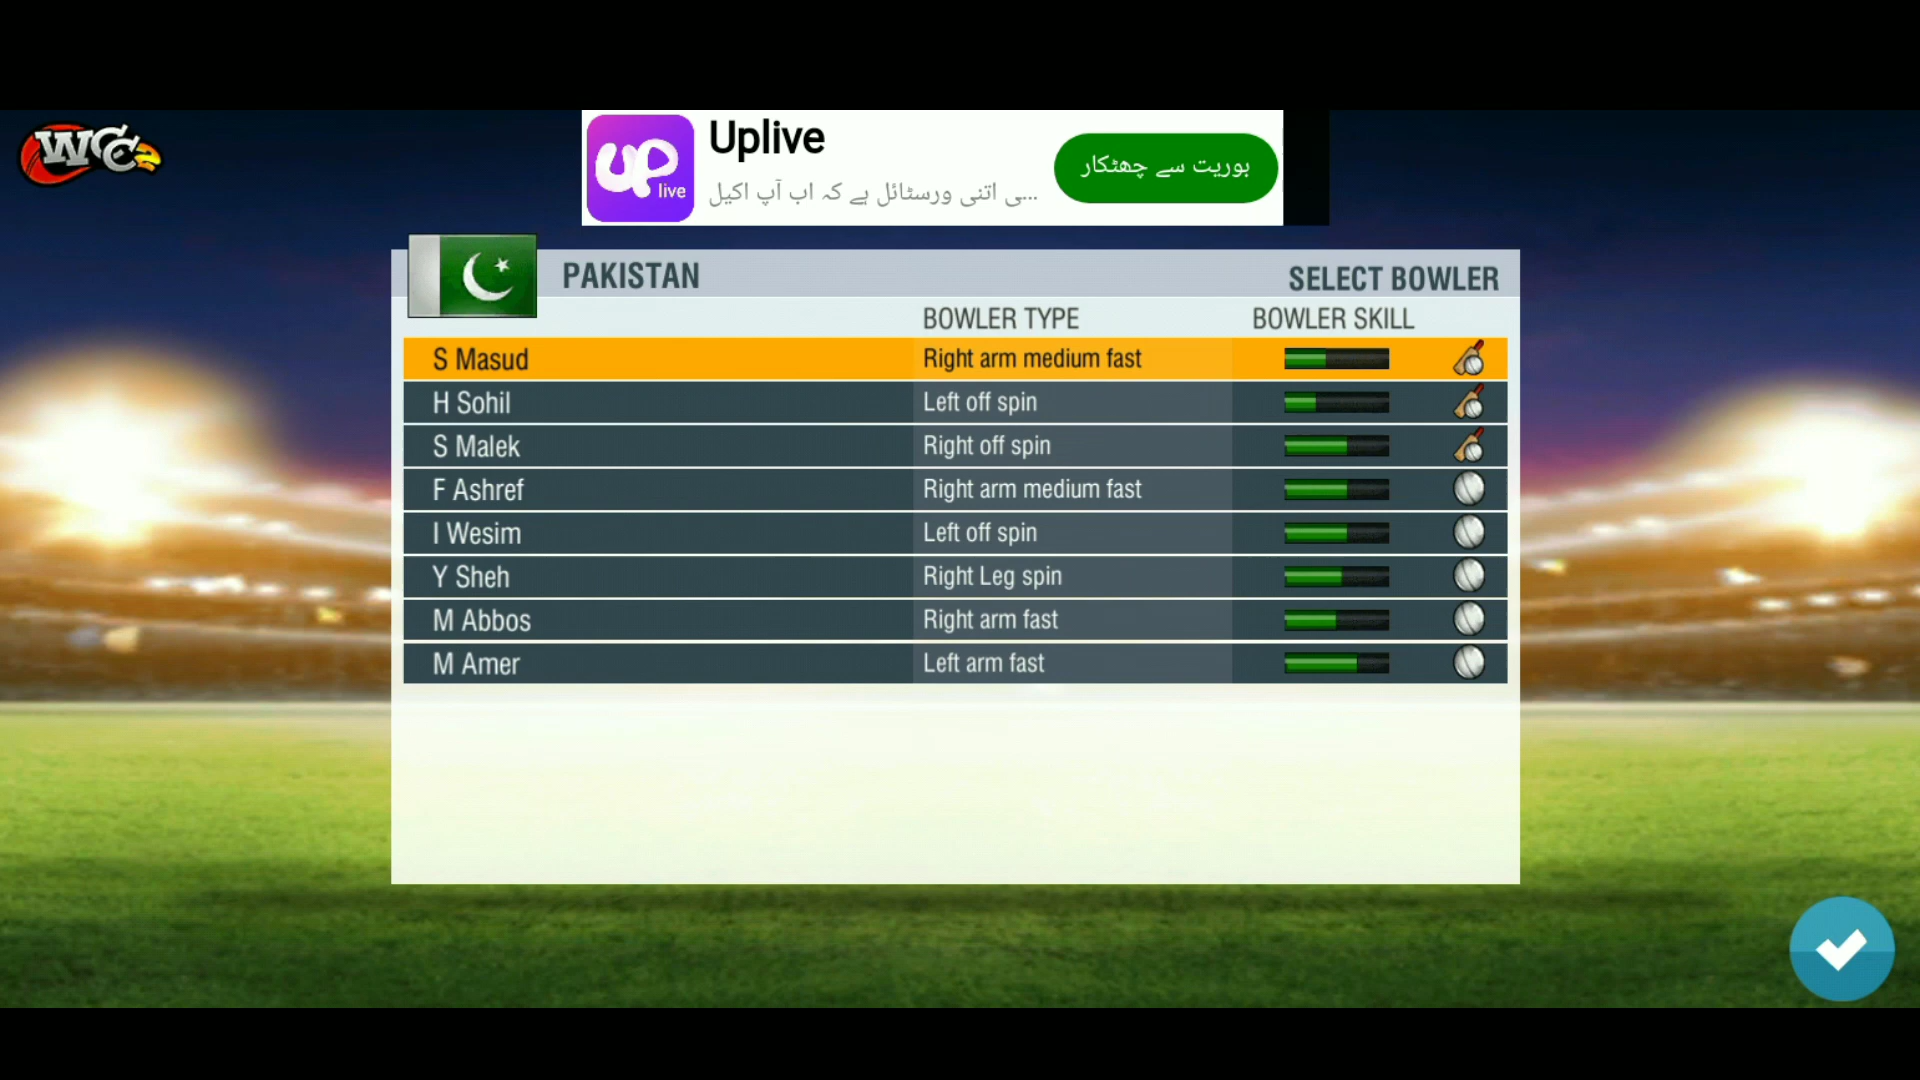 WCC2
Uplive
up live
بوریت سے چھٹکار
...ی اتنی ورسٹائل ہے کہ اب آپ اکیل
PAKISTAN
SELECT BOWLER
BOWLER TYPE BOWLER SKILL
S Masud Right arm medium fast
H Sohil Left off spin
S Malek Right off spin
F Ashref Right arm medium fast
I Wesim Left off spin
Y Sheh Right Leg spin
M Abbos Right arm fast
M Amer Left arm fast